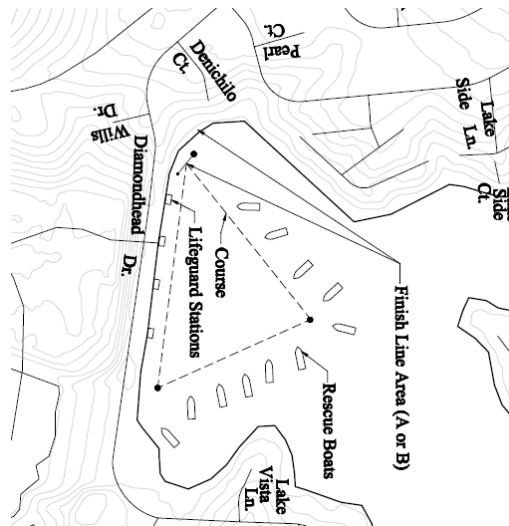 Pearl
Ct.
Denichilo
Ct.
Wills
Dr.
Diamondhead
Dr.
Lake
Side
Ln.
Side
Ct.
Course
Lifeguard Stations
Finish Line Area (A or B)
Rescue Boats
Lake
Vista
Ln.